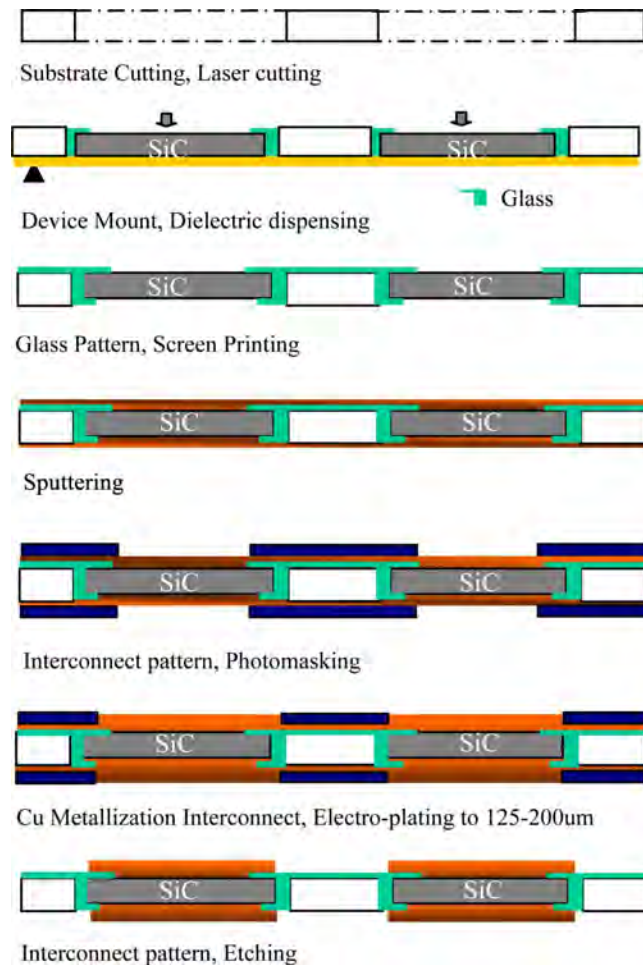 Substrate Cutting, Laser cutting
SiC SiC
Glass
Device Mount, Dielectric dispensing
SiC SiC
Glass Pattern, Screen Printing
SiC SiC
Sputtering
SiC SiC
Interconnect pattern, Photomasking
SiC SiC
Cu Metallization Interconnect, Electro-plating to 125-200um
SiC SiC
Interconnect pattern, Etching